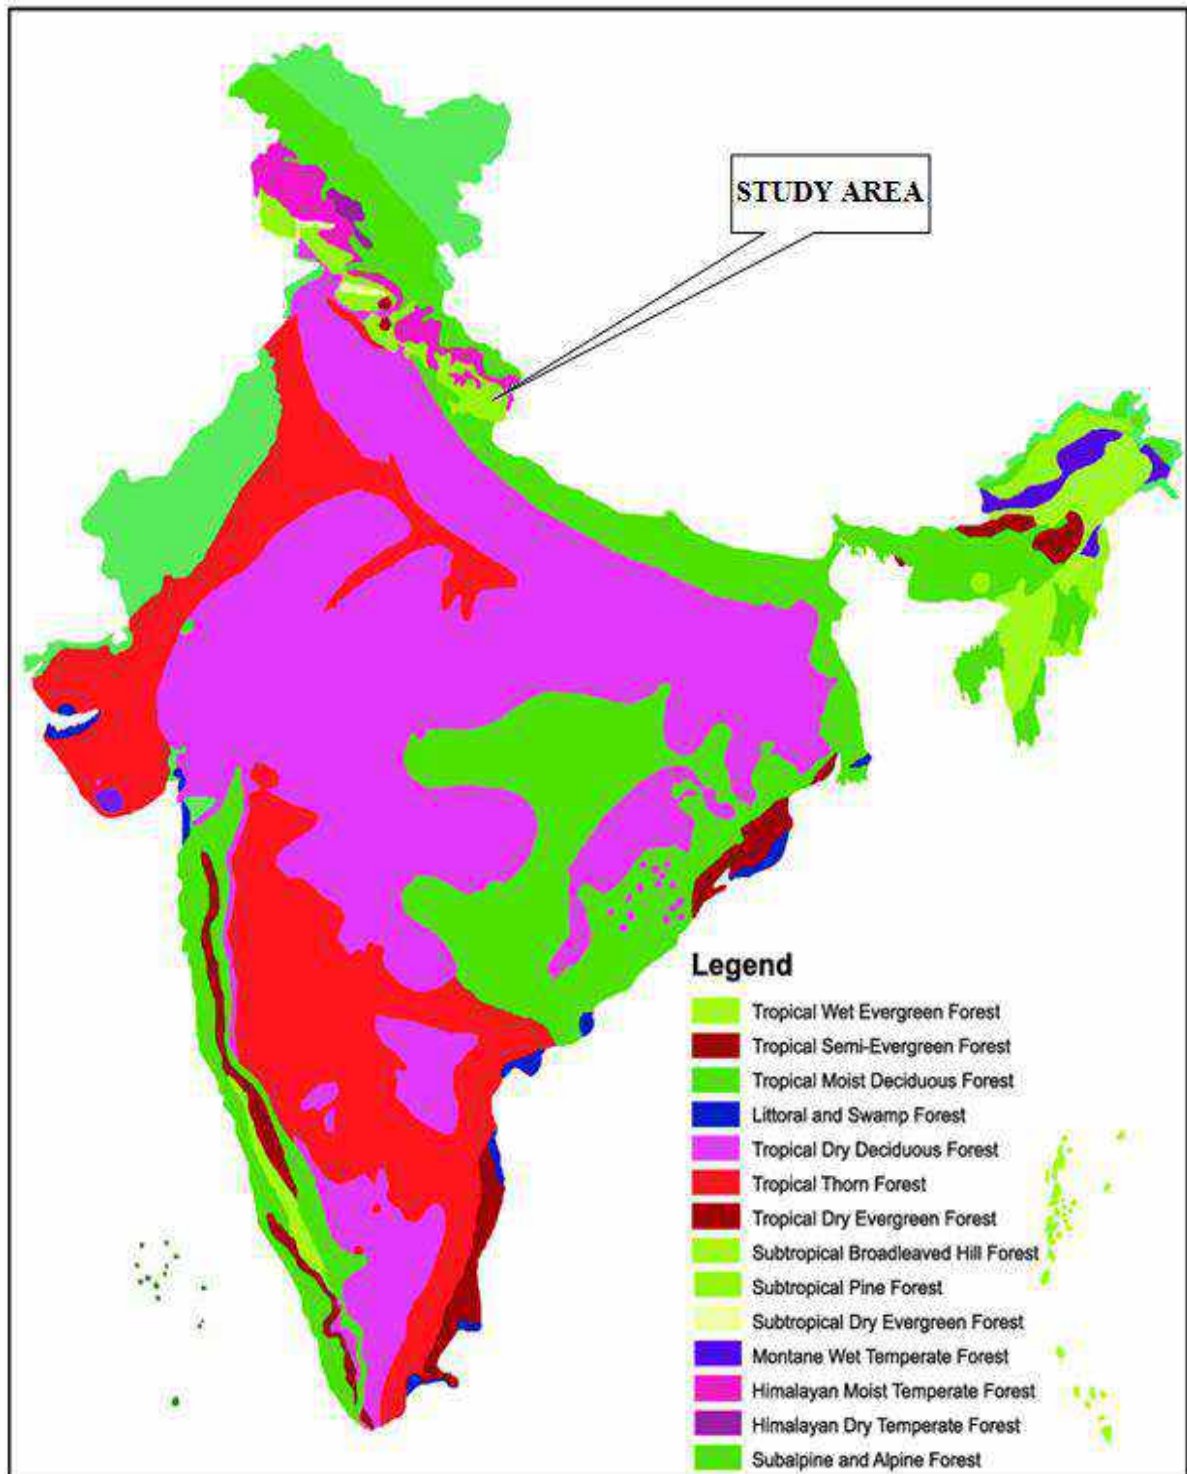 STUDY AREA
Legend
Tropical Wet Evergreen Forest
Tropical Semi-Evergreen Forest
Tropical Moist Deciduous Forest
Littoral and Swamp Forest
Tropical Dry Deciduous Forest
Tropical Thorn Forest
Tropical Dry Evergreen Forest
Subtropical Broadleaved Hill Forest
Subtropical Pine Forest
Subtropical Dry Evergreen Forest
Montane Wet Temperate Forest
Himalayan Moist Temperate Forest
Himalayan Dry Temperate Forest
Subalpine and Alpine Forest